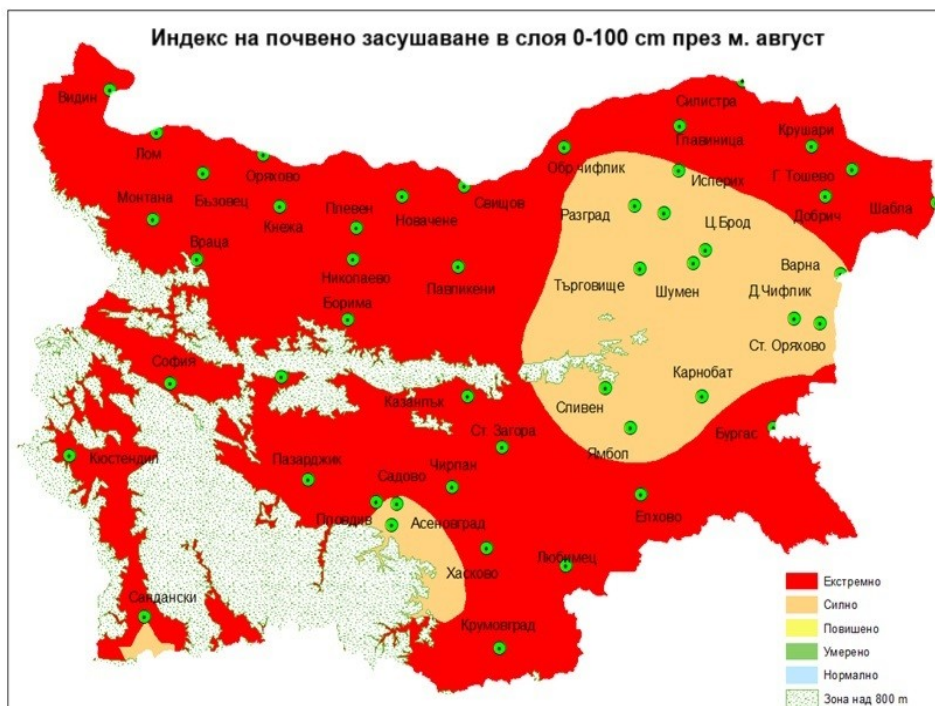 Индекс на почвено засушаване в слоя 0-100 cm през м. август
Видин
Силистра
Лом
Главиница
Крушари
Оряхово
Обр.чифлик
Исперих
Г. Тошево
Монтана
Бъзовец
Кнежа
Плевен
Новачене
Свищов
Разград
Ц.Брод
Добрич
Шабла
Враца
Николаево
Павликени
Търговище
Шумен
Варна
Борима
Д.Чифлик
Ст. Оряхово
София
Казанлък
Сливен
Карнобат
Ст. Загора
Ямбол
Бургас
Кюстендил
Пазарджик
Садово
Чирпан
Пловдив
Асеновград
Елхово
Хасково
Любимец
Сандански
Крумовград
Екстремно
Силно
Повишено
Умерено
Нормално
Зона над 800 m